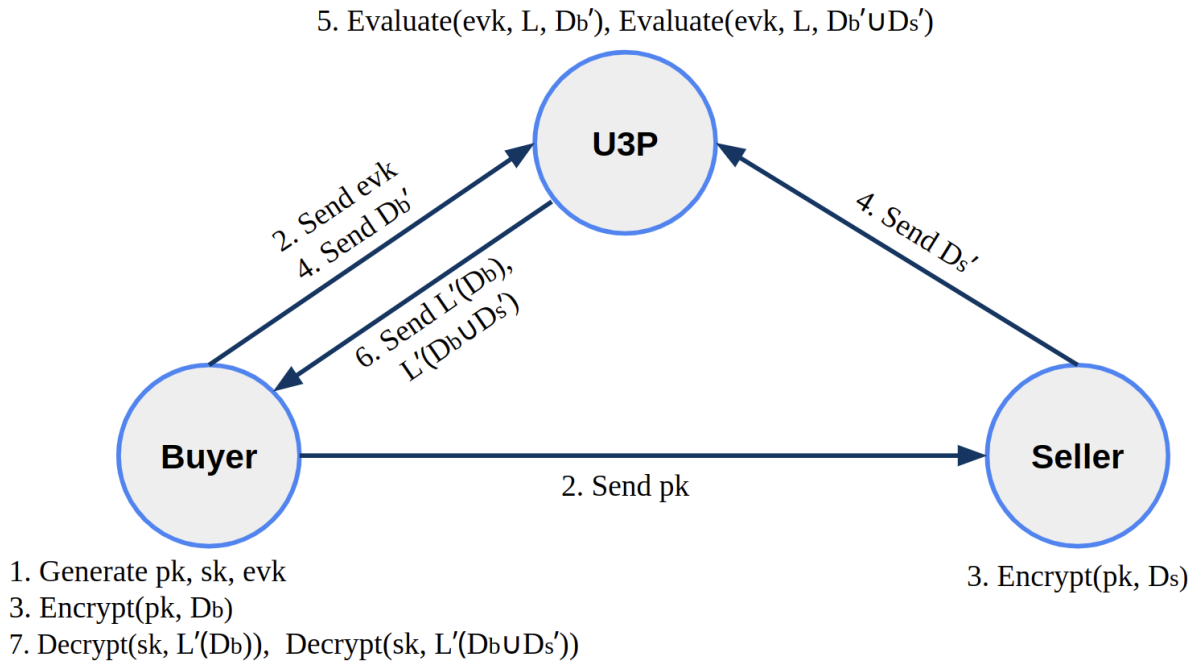 5. Evaluate(evk, L, Db′), Evaluate(evk, L, Db′∪Ds′)
U3P
2. Send evk
4. Send Db′
4. Send Ds′
6. Send L′(Db),
L′(Db∪Ds′)
Buyer
Seller
2. Send pk
1. Generate pk, sk, evk
3. Encrypt(pk, Db)
7. Decrypt(sk, L′(Db)), Decrypt(sk, L′(Db∪Ds′))
3. Encrypt(pk, Ds)